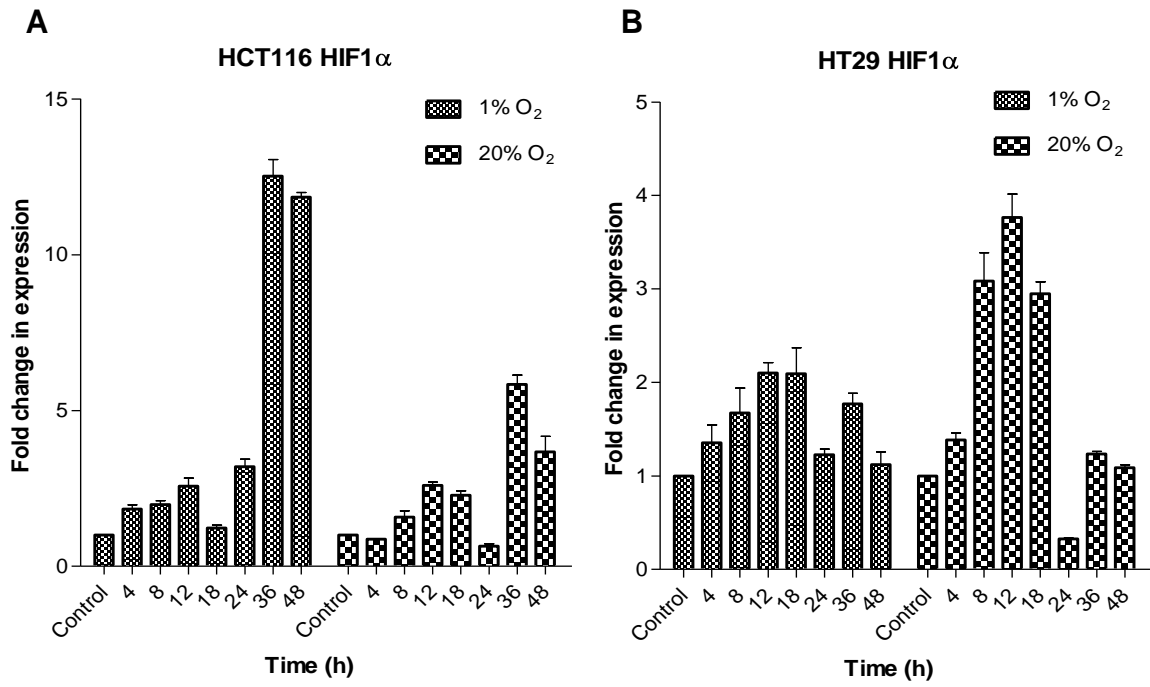 A
HCT116 HIF1α
Fold change in expression
15
10
5
0
1% O₂
20% O₂
Control 4 8 12 18 24 36 48 Control 4 8 12 18 24 36 48
Time (h)
B
HT29 HIF1α
Fold change in expression
5
4
3
2
1
0
1% O₂
20% O₂
Control 4 8 12 18 24 36 48 Control 4 8 12 18 24 36 48
Time (h)